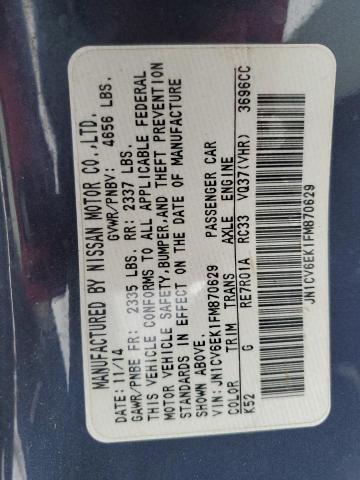 MANUFACTURED BY NISSAN MOTOR CO.,LTD.
DATE: 11/14 GVWR/PNBV: 4656 LBS.
GAWR/PNBE FR: 2335 LBS. RR: 2337 LBS.
THIS VEHICLE CONFORMS TO ALL APPLICABLE FEDERAL
MOTOR VEHICLE SAFETY,BUMPER,AND THEFT PREVENTION
STANDARDS IN EFFECT ON THE DATE OF MANUFACTURE
SHOWN ABOVE.
VIN: JN1CV6EK1FM870629 PASSENGER CAR
COLOR TRIM TRANS AXLE ENGINE
K52 G RE7R01A RC33 VQ37(VHR) 3696CC
JN1CV6EK1FM870629